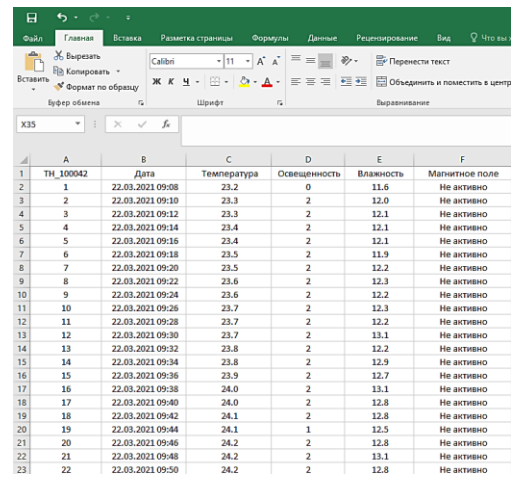 Файл Главная Вставка Разметка страницы Формулы Данные Рецензирование Вид Что вы
Вставить
Вырезать
Копировать
Формат по образцу
Буфер обмена
Calibri 11
Ж К Ч
Шрифт
Перенести текст
Объединить и поместить в центр
Выравнивание
X35 fx
A B C D E F
1 TH_100042 Дата Температура Освещенность Влажность Магнитное поле
2 1 22.03.2021 09:08 23.2 0 11.6 Не активно
3 2 22.03.2021 09:10 23.3 2 12.0 Не активно
4 3 22.03.2021 09:12 23.3 2 12.1 Не активно
5 4 22.03.2021 09:14 23.4 2 12.1 Не активно
6 5 22.03.2021 09:16 23.4 2 12.1 Не активно
7 6 22.03.2021 09:18 23.5 2 11.9 Не активно
8 7 22.03.2021 09:20 23.5 2 12.2 Не активно
9 8 22.03.2021 09:22 23.6 2 12.3 Не активно
10 9 22.03.2021 09:24 23.6 2 12.2 Не активно
11 10 22.03.2021 09:26 23.7 2 12.3 Не активно
12 11 22.03.2021 09:28 23.7 2 12.2 Не активно
13 12 22.03.2021 09:30 23.7 2 13.1 Не активно
14 13 22.03.2021 09:32 23.8 2 12.2 Не активно
15 14 22.03.2021 09:34 23.8 2 12.9 Не активно
16 15 22.03.2021 09:36 23.9 2 12.7 Не активно
17 16 22.03.2021 09:38 24.0 2 13.1 Не активно
18 17 22.03.2021 09:40 24.0 2 12.8 Не активно
19 18 22.03.2021 09:42 24.1 2 12.8 Не активно
20 19 22.03.2021 09:44 24.1 1 12.5 Не активно
21 20 22.03.2021 09:46 24.2 2 12.8 Не активно
22 21 22.03.2021 09:48 24.2 2 13.1 Не активно
23 22 22.03.2021 09:50 24.2 2 12.8 Не активно